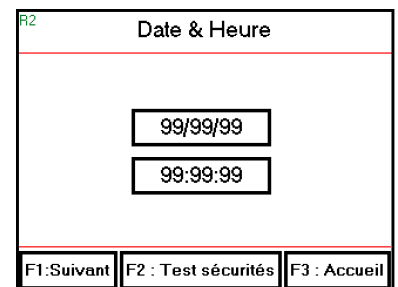 R2
Date & Heure
99/99/99
99:99:99
F1:Suivant F2 : Test sécurités F3 : Accueil